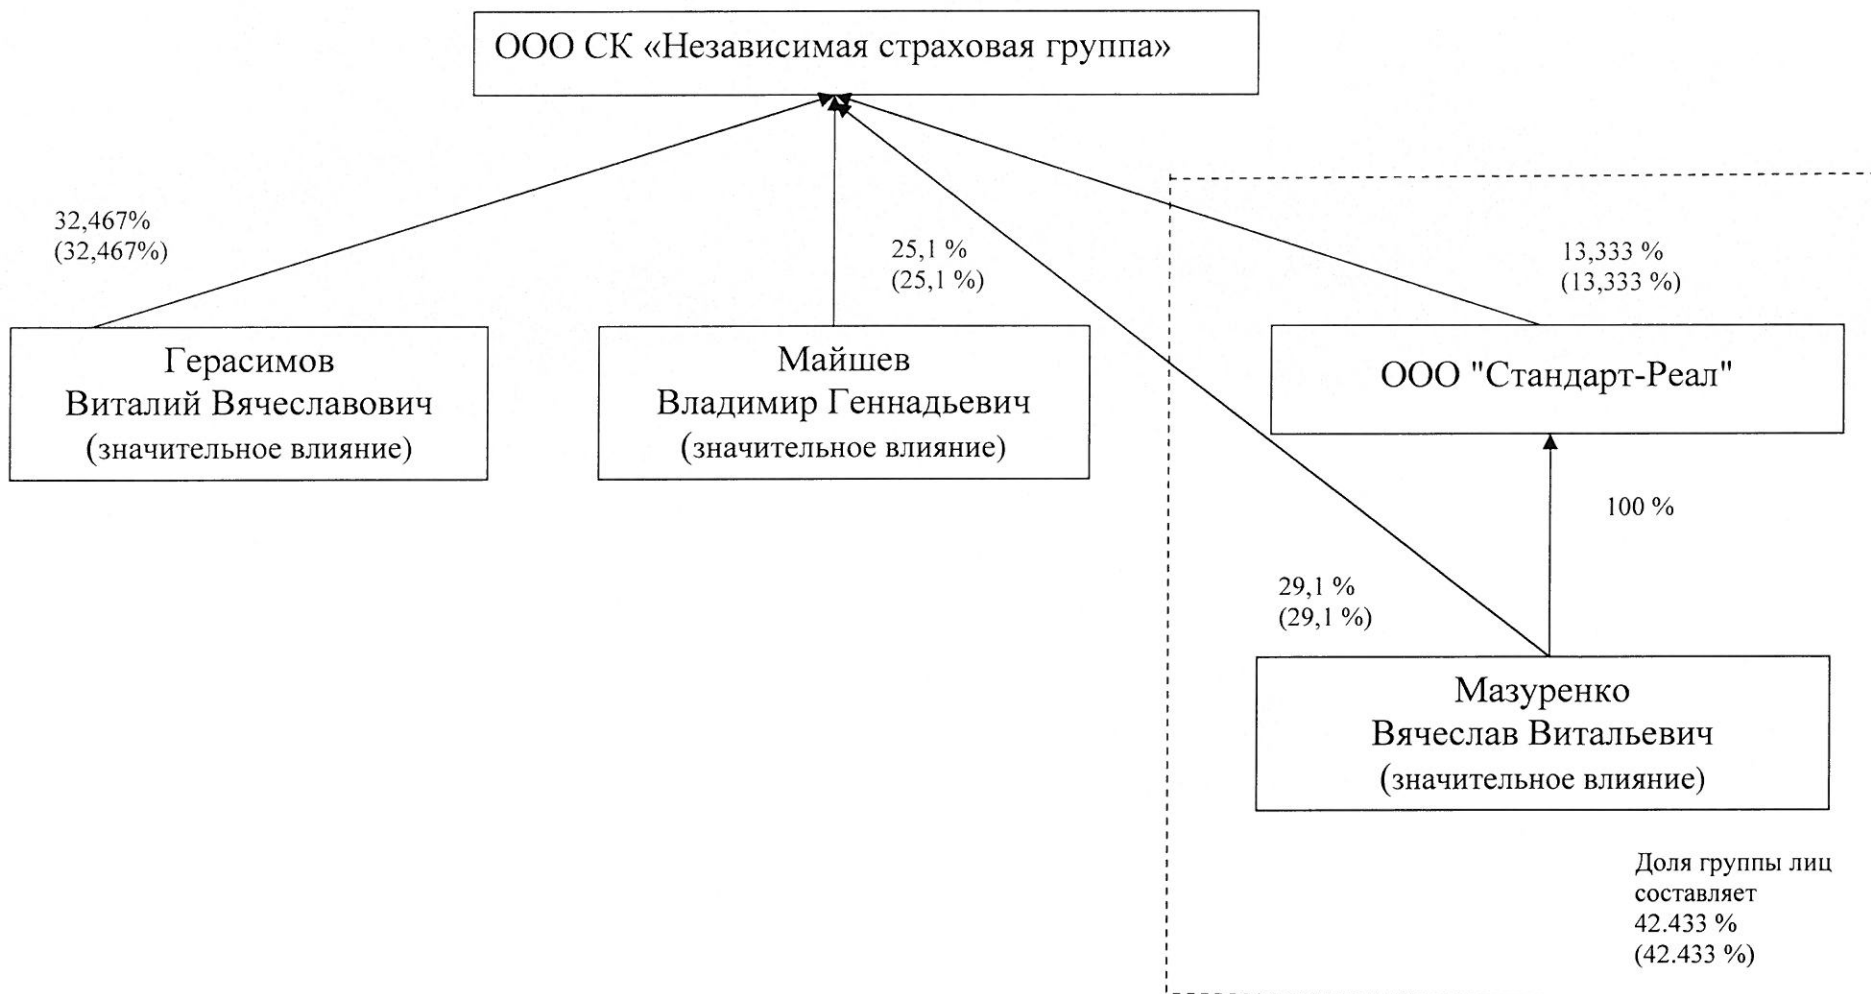 ООО СК «Независимая страховая группа»
32,467%
(32,467%)
25,1 %
(25,1 %)
13,333 %
(13,333 %)
Герасимов
Виталий Вячеславович
(значительное влияние)
Майшев
Владимир Геннадьевич
(значительное влияние)
ООО "Стандарт-Реал"
100 %
29,1 %
(29,1 %)
Мазуренко
Вячеслав Витальевич
(значительное влияние)
Доля группы лиц
составляет
42.433 %
(42.433 %)